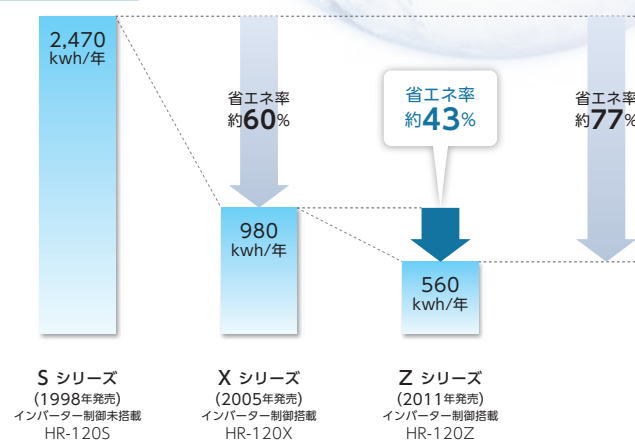 2,470
kwh/年
省エネ率
約60%
省エネ率
約43%
省エネ率
約77%
980
kwh/年
560
kwh/年
S シリーズ
(1998年発売)
インバーター制御未搭載
HR-120S
X シリーズ
(2005年発売)
インバーター制御搭載
HR-120X
Z シリーズ
(2011年発売)
インバーター制御搭載
HR-120Z